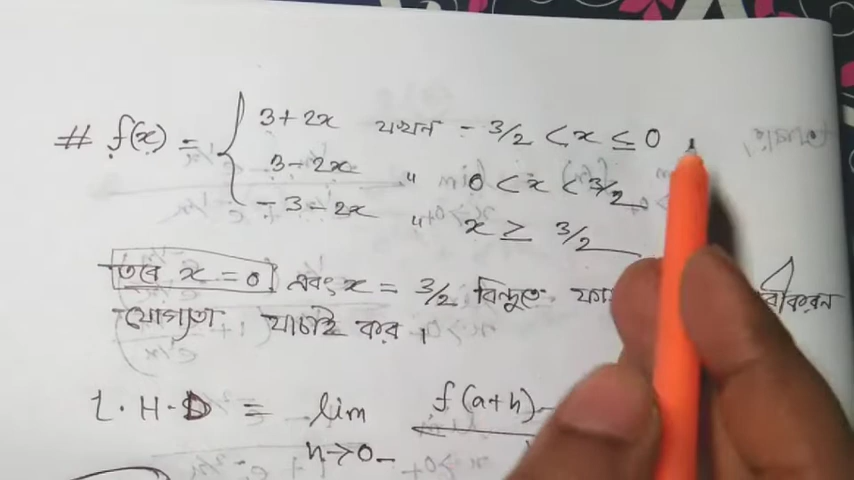 # f(x) = { 3+2x যখন - 3/2 < x ≤ 0
3-2x " 0 < x < 3/2
-3-2x " x ≥ 3/2
তবে x = 0 এবং x = 3/2 বিন্দুতে
যোগ্যতা যাচাই কর।
L.H.D = lim f(a+h)-
h→0-